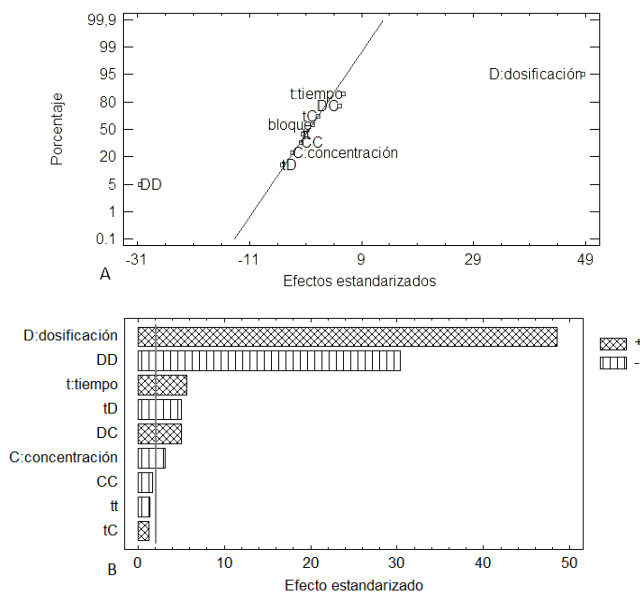 99,9
99
95
80
50
20
5
1
0.1
Porcentaje
D:dosificación
t:tiempo
DC
tC
bloque
tt
CC
C:concentración
tD
DD
-31 -11 9 29 49
A Efectos estandarizados
D:dosificación
DD
t:tiempo
tD
DC
C:concentración
CC
tt
tC
+
-
0 10 20 30 40 50
B Efecto estandarizado